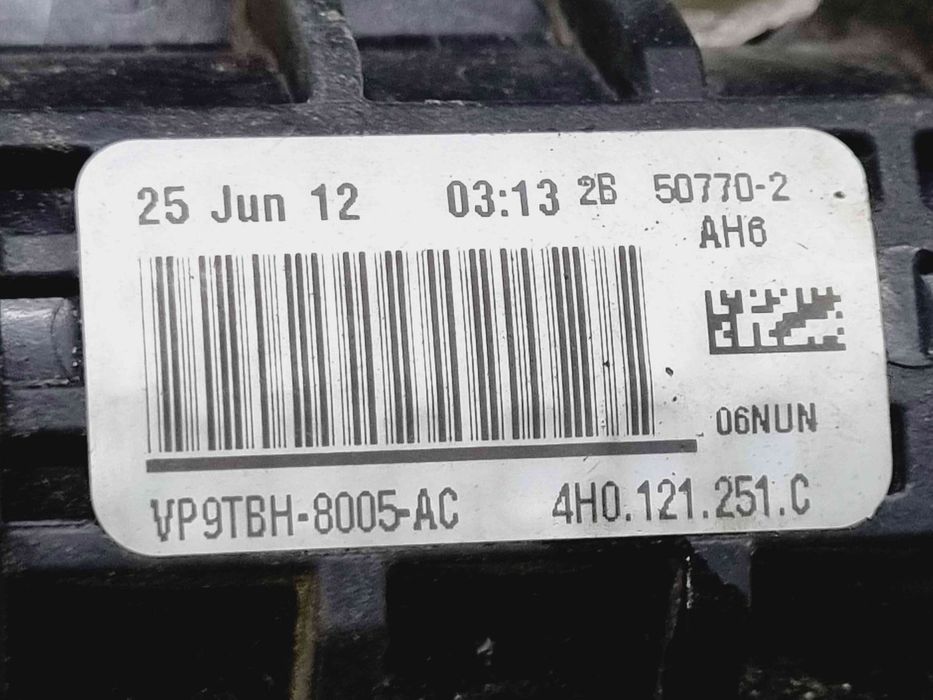 25 Jun 12 03:13 2B 50770-2
AH6
06NUN
VP9TBH-8005-AC 4H0.121.251.C